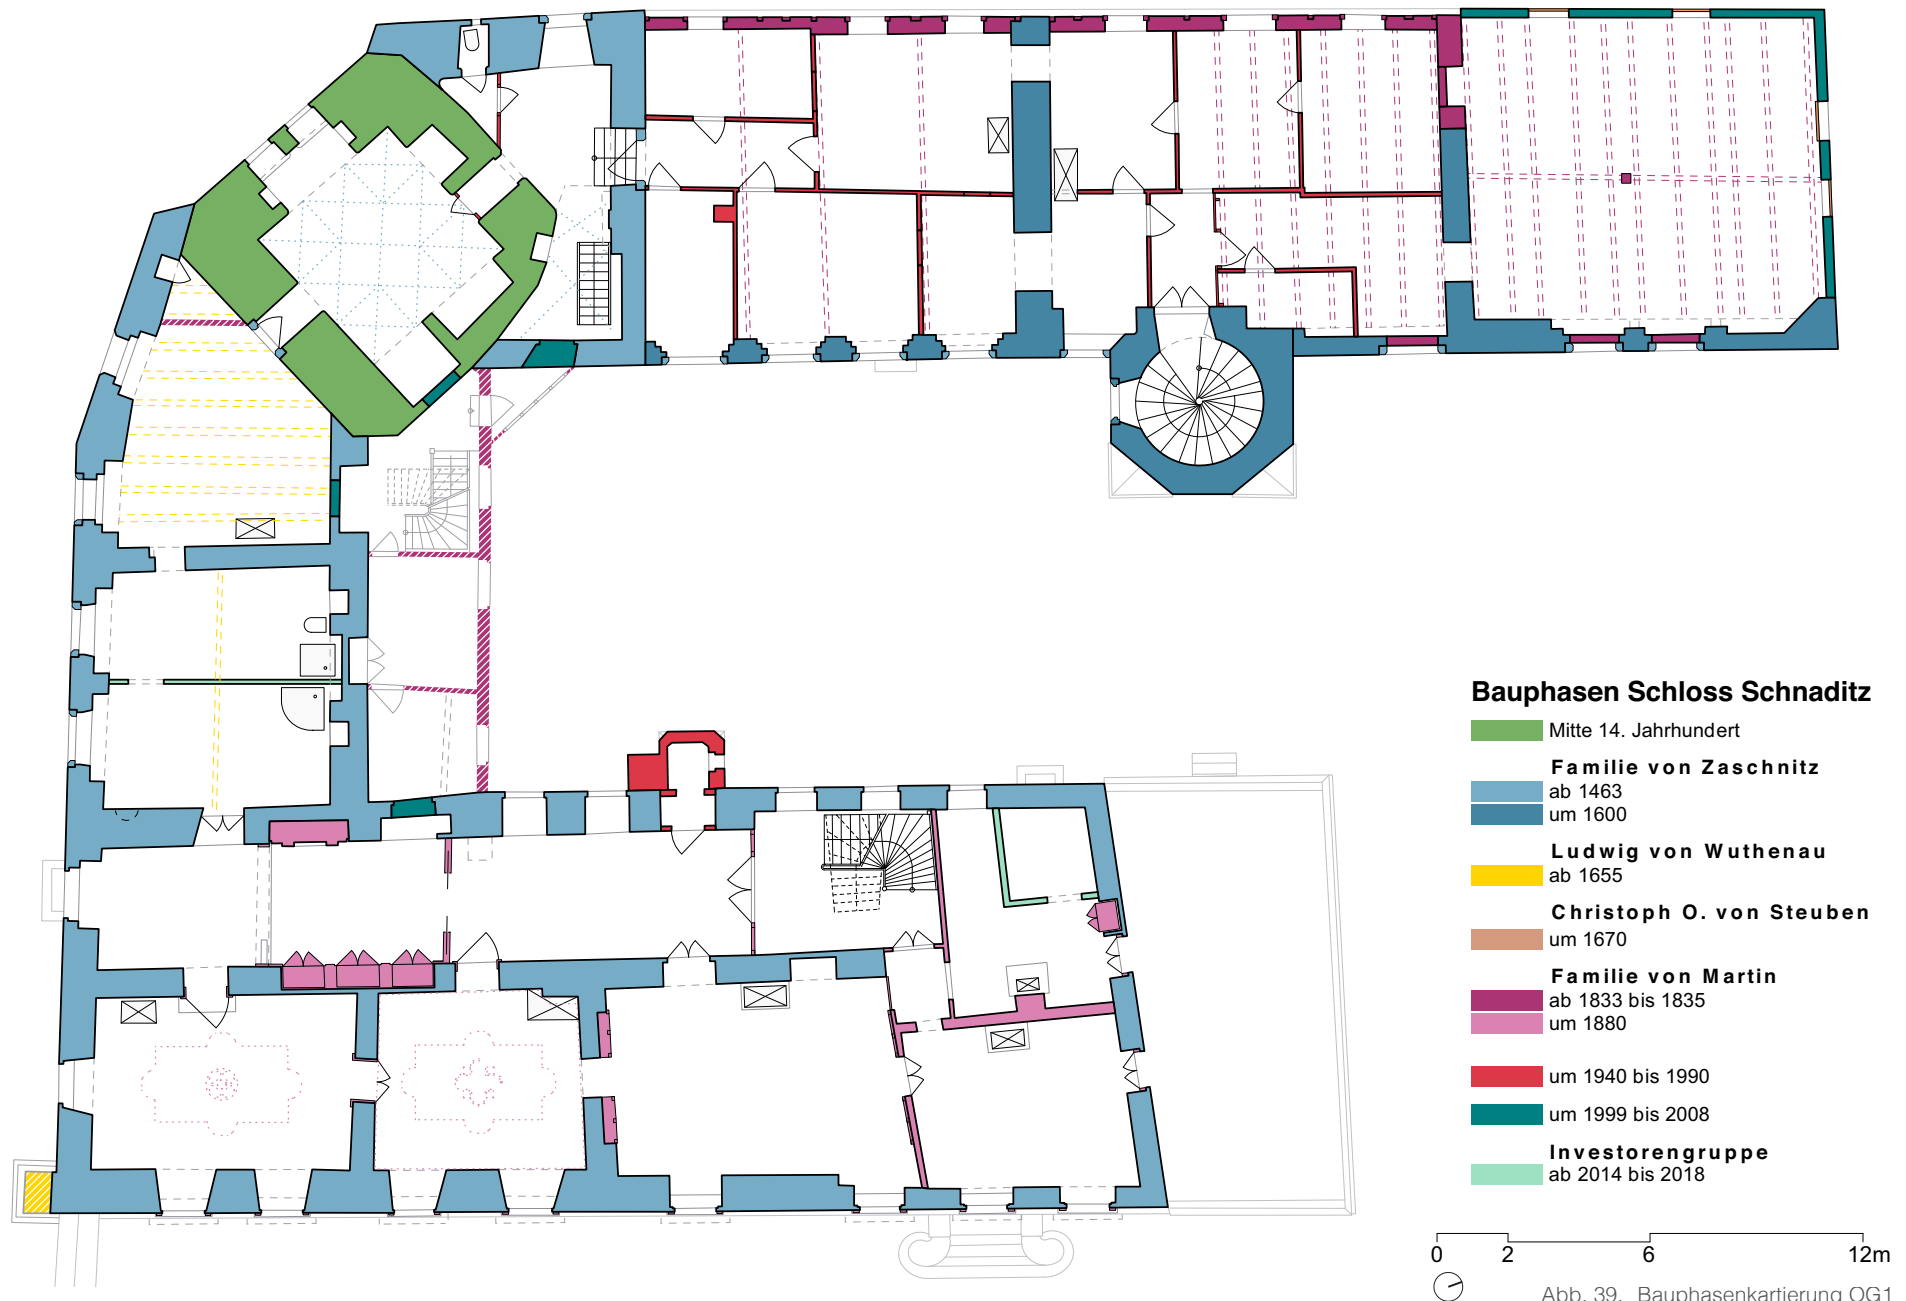 Bauphasen Schloss Schnaditz
Mitte 14. Jahrhundert
Familie von Zaschnitz
ab 1463
um 1600
Ludwig von Wuthenau
ab 1655
Christoph O. von Steuben
um 1670
Familie von Martin
ab 1833 bis 1835
um 1880
um 1940 bis 1990
um 1999 bis 2008
Investorengruppe
ab 2014 bis 2018
0 2 6 12m
Abb. 39. Bauphasenkartierung OG1